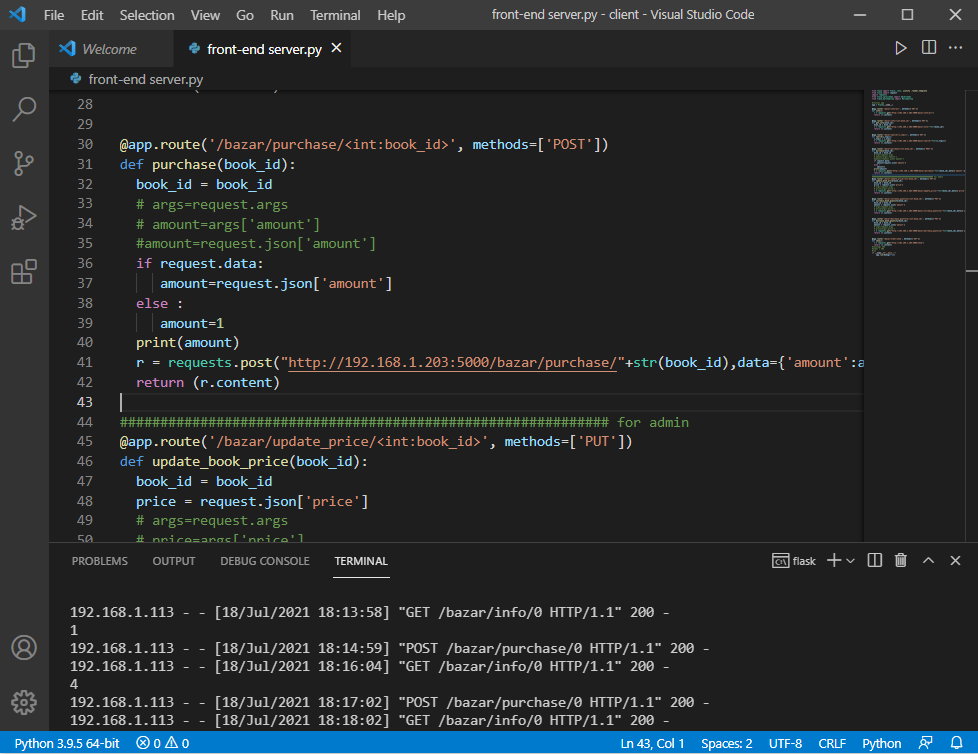 File Edit Selection View Go Run Terminal Help front-end server.py - client - Visual Studio Code
Welcome front-end server.py
front-end server.py
28
29
30 @app.route('/bazar/purchase/<int:book_id>', methods=['POST'])
31 def purchase(book_id):
32 book_id = book_id
33 # args=request.args
34 # amount=args['amount']
35 #amount=request.json['amount']
36 if request.data:
37 amount=request.json['amount']
38 else :
39 amount=1
40 print(amount)
41 r = requests.post("http://192.168.1.203:5000/bazar/purchase/"+str(book_id),data={'amount':a
42 return (r.content)
43
44 ############################################################# for admin
45 @app.route('/bazar/update_price/<int:book_id>', methods=['PUT'])
46 def update_book_price(book_id):
47 book_id = book_id
48 price = request.json['price']
49 # args=request.args
50 # price=args['price']
PROBLEMS OUTPUT DEBUG CONSOLE TERMINAL flask
192.168.1.113 - - [18/Jul/2021 18:13:58] "GET /bazar/info/0 HTTP/1.1" 200 -
1
192.168.1.113 - - [18/Jul/2021 18:14:59] "POST /bazar/purchase/0 HTTP/1.1" 200 -
192.168.1.113 - - [18/Jul/2021 18:16:04] "GET /bazar/info/0 HTTP/1.1" 200 -
4
192.168.1.113 - - [18/Jul/2021 18:17:02] "POST /bazar/purchase/0 HTTP/1.1" 200 -
192.168.1.113 - - [18/Jul/2021 18:18:02] "GET /bazar/info/0 HTTP/1.1" 200 -
Python 3.9.5 64-bit 0 0 Ln 43, Col 1 Spaces: 2 UTF-8 CRLF Python